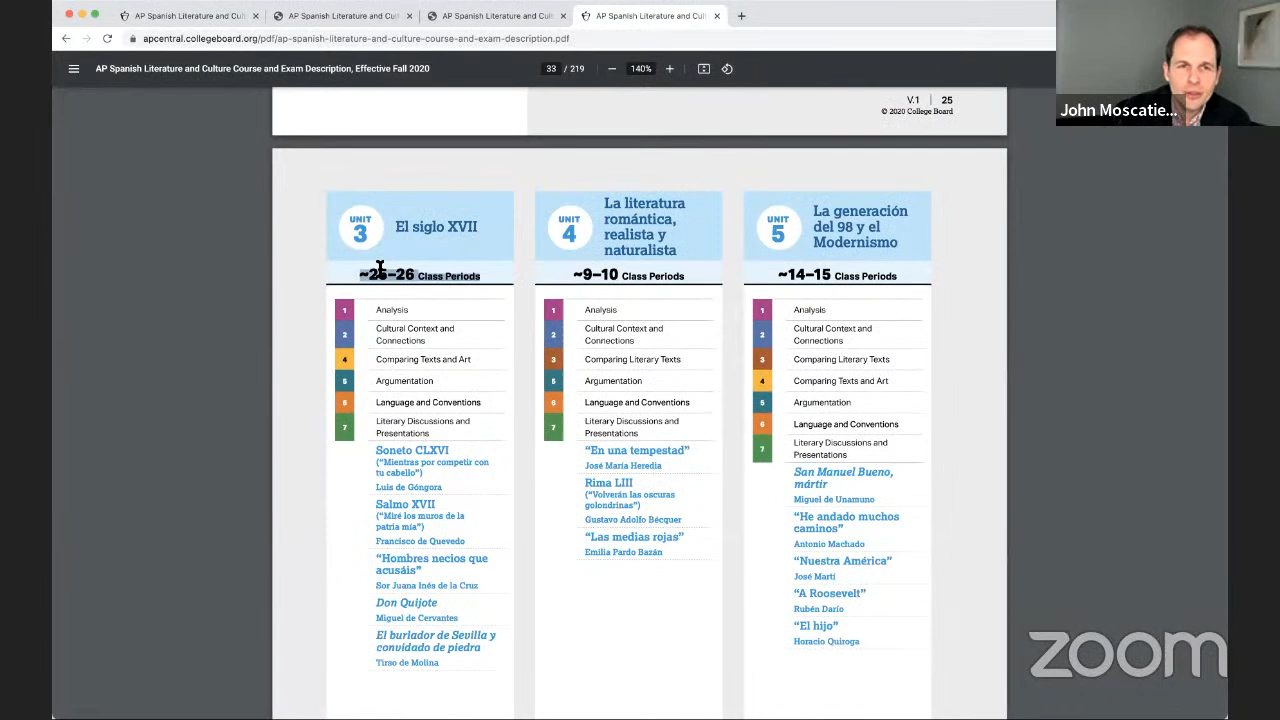 AP Spanish Literature and Cult
AP Spanish Literature and Cult
AP Spanish Literature and Cult
AP Spanish Literature and Cult
apcentral.collegeboard.org/pdf/ap-spanish-literature-and-culture-course-and-exam-description.pdf
AP Spanish Literature and Culture Course and Exam Description, Effective Fall 2020
33 / 219
140%
John Moscatie...
V.1 | 25
© 2020 College Board
UNIT
3
El siglo XVII
~25–26 Class Periods
1 Analysis
2 Cultural Context and
Connections
4 Comparing Texts and Art
5 Argumentation
6 Language and Conventions
7 Literary Discussions and
Presentations
Soneto CLXVI
(“Mientras por competir con
tu cabello”)
Luis de Góngora
Salmo XVII
(“Miré los muros de la
patria mía”)
Francisco de Quevedo
“Hombres necios que
acusáis”
Sor Juana Inés de la Cruz
Don Quijote
Miguel de Cervantes
El burlador de Sevilla y
convidado de piedra
Tirso de Molina
UNIT
4
La literatura
romántica,
realista y
naturalista
~9–10 Class Periods
1 Analysis
2 Cultural Context and
Connections
3 Comparing Literary Texts
5 Argumentation
6 Language and Conventions
7 Literary Discussions and
Presentations
“En una tempestad”
José María Heredia
Rima LIII
(“Volverán las oscuras
golondrinas”)
Gustavo Adolfo Bécquer
“Las medias rojas”
Emilia Pardo Bazán
UNIT
5
La generación
del 98 y el
Modernismo
~14–15 Class Periods
1 Analysis
2 Cultural Context and
Connections
3 Comparing Literary Texts
4 Comparing Texts and Art
5 Argumentation
6 Language and Conventions
7 Literary Discussions and
Presentations
San Manuel Bueno,
mártir
Miguel de Unamuno
“He andado muchos
caminos”
Antonio Machado
“Nuestra América”
José Martí
“A Roosevelt”
Rubén Darío
“El hijo”
Horacio Quiroga
zoom